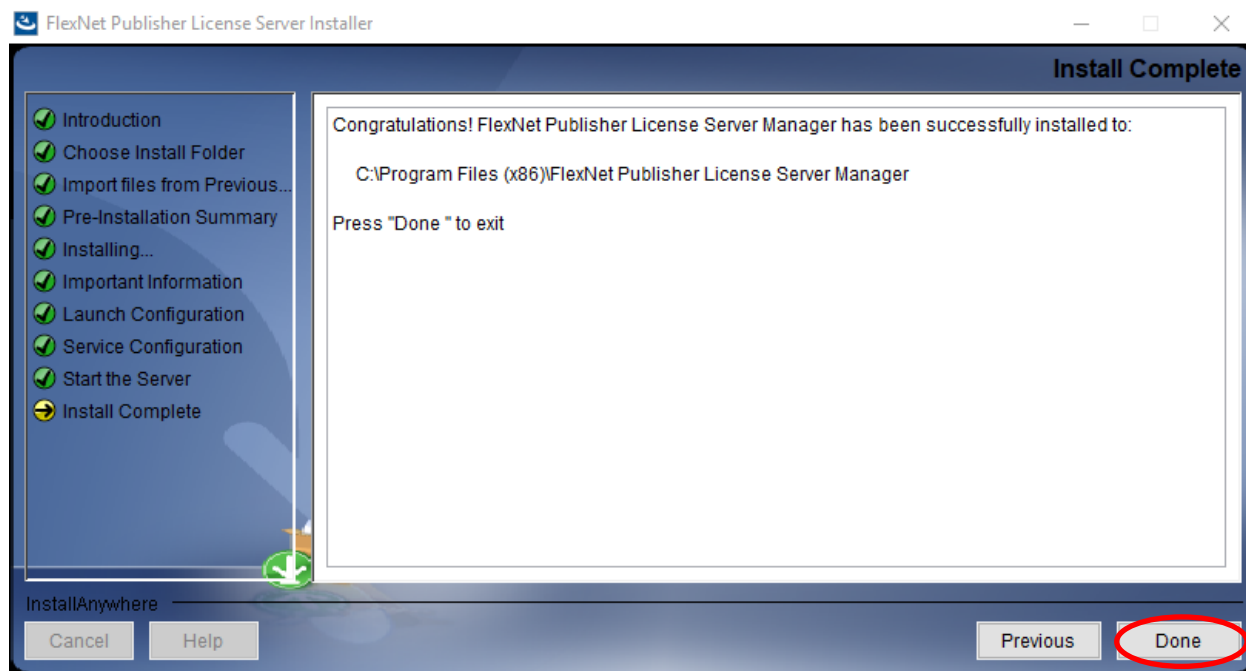 FlexNet Publisher License Server Installer
Install Complete
Introduction
Choose Install Folder
Import files from Previous...
Pre-Installation Summary
Installing...
Important Information
Launch Configuration
Service Configuration
Start the Server
Install Complete
Congratulations! FlexNet Publisher License Server Manager has been successfully installed to:
C:\Program Files (x86)\FlexNet Publisher License Server Manager
Press "Done " to exit
InstallAnywhere
Cancel
Help
Previous
Done